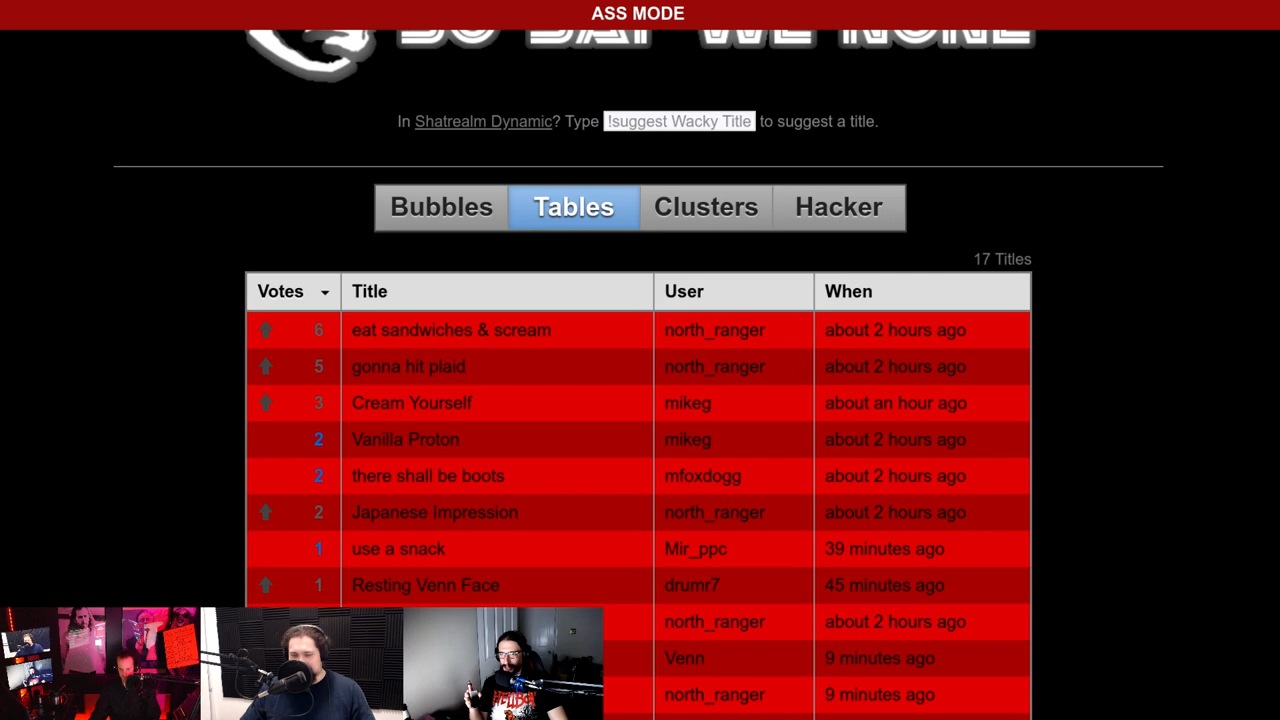 ASS MODE
SO SAY WE NONE
In Shatrealm Dynamic? Type !suggest Wacky Title to suggest a title.
Bubbles Tables Clusters Hacker
17 Titles
Votes Title User When
6 eat sandwiches & scream north_ranger about 2 hours ago
5 gonna hit plaid north_ranger about 2 hours ago
3 Cream Yourself mikeg about an hour ago
2 Vanilla Proton mikeg about 2 hours ago
2 there shall be boots mfoxdogg about 2 hours ago
2 Japanese Impression north_ranger about 2 hours ago
1 use a snack Mir_ppc 39 minutes ago
1 Resting Venn Face drumr7 45 minutes ago
north_ranger about 2 hours ago
Venn 9 minutes ago
north_ranger 9 minutes ago